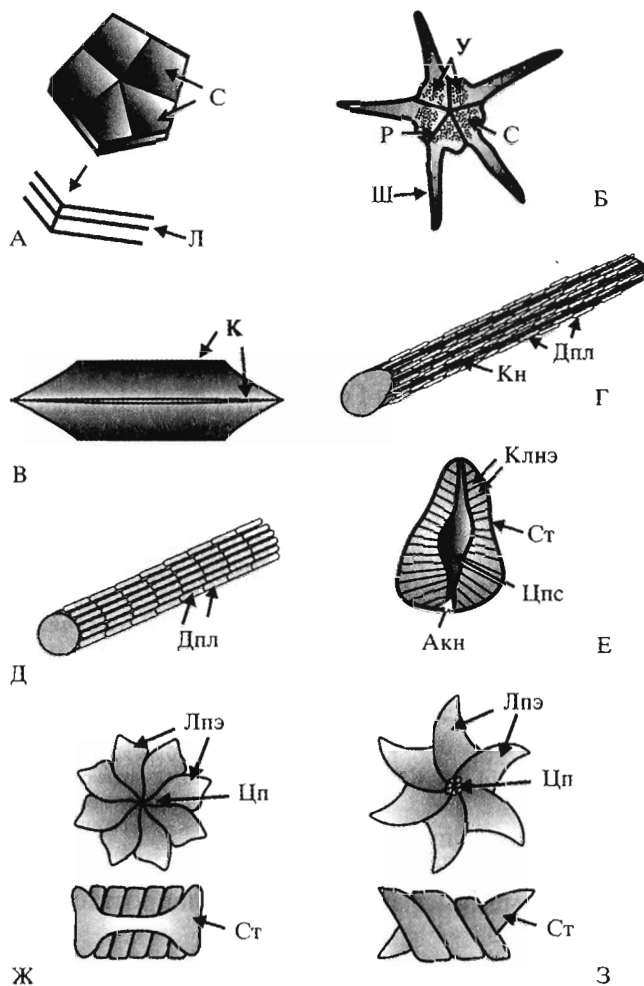 С
А
Л
У
Р
С
Ш
Б
К
В
Дпл
Кн
Г
Дпл
Д
Клнэ
Ст
Цпс
Акн
Е
Лпэ
Цп
Ст
Ж
Лпэ
Цп
Ст
З